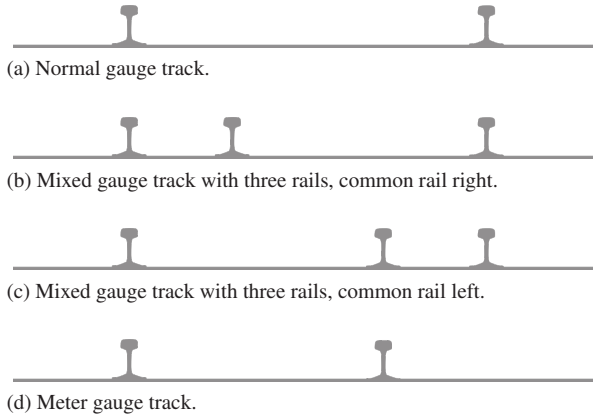 (a) Normal gauge track.
(b) Mixed gauge track with three rails, common rail right.
(c) Mixed gauge track with three rails, common rail left.
(d) Meter gauge track.